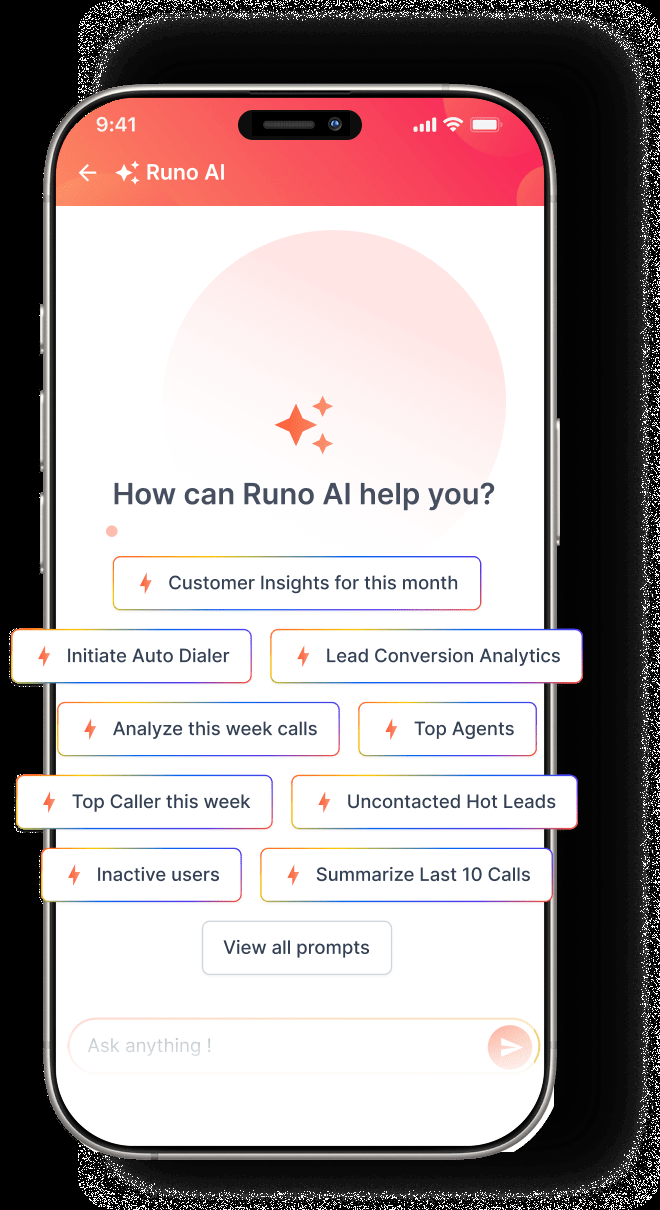 9:41
Runo AI
How can Runo AI help you?
Customer Insights for this month
Initiate Auto Dialer
Lead Conversion Analytics
Analyze this week calls
Top Agents
Top Caller this week
Uncontacted Hot Leads
Inactive users
Summarize Last 10 Calls
View all prompts
Ask anything !